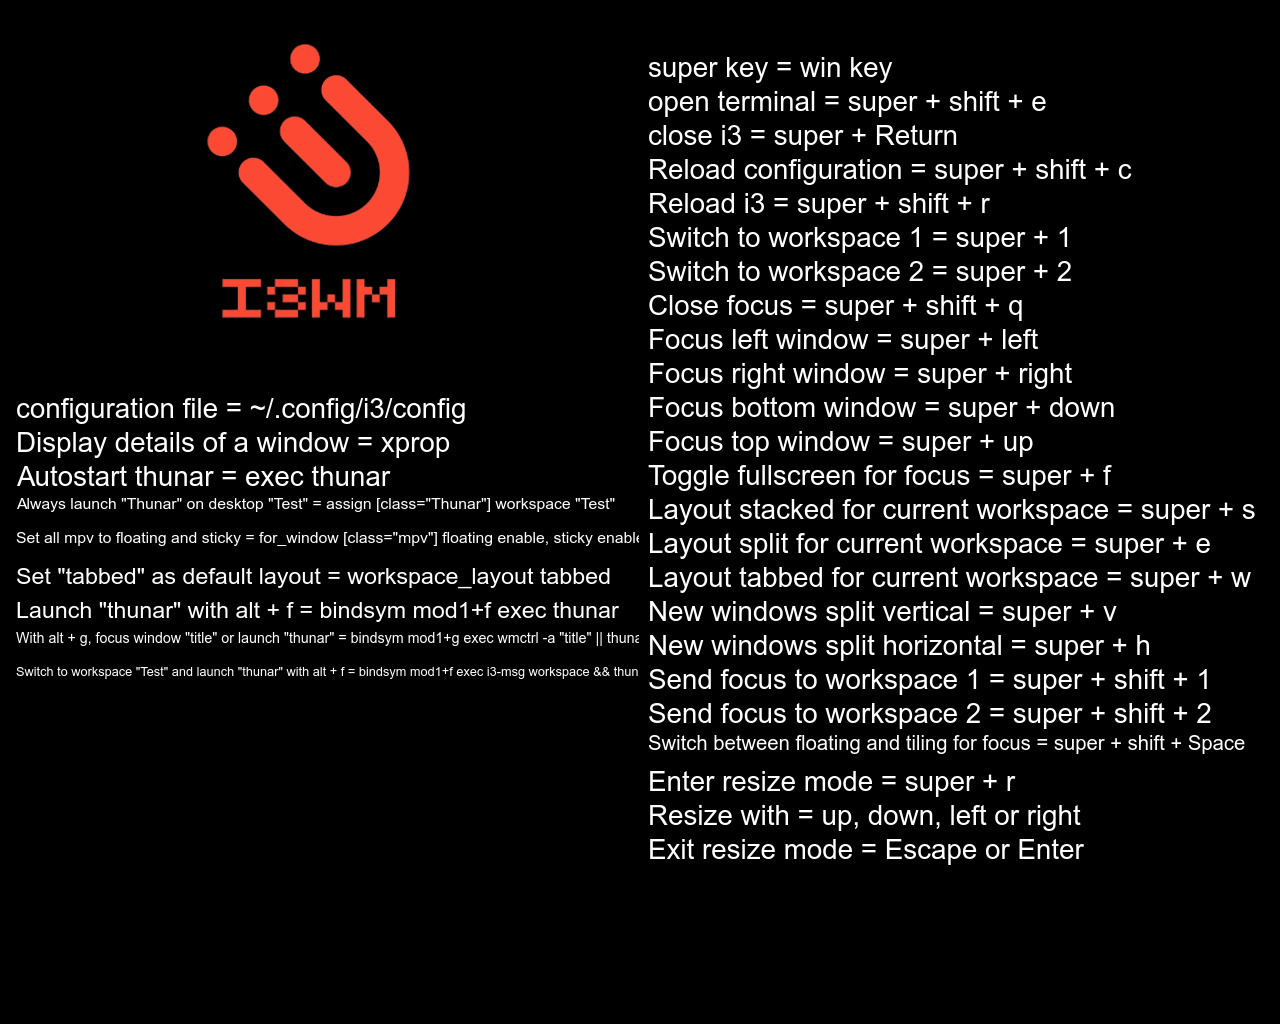 I3WM
configuration file = ~/.config/i3/config
Display details of a window = xprop
Autostart thunar = exec thunar
Always launch "Thunar" on desktop "Test" = assign [class="Thunar"] workspace "Test"
Set all mpv to floating and sticky = for_window [class="mpv"] floating enable, sticky enable
Set "tabbed" as default layout = workspace_layout tabbed
Launch "thunar" with alt + f = bindsym mod1+f exec thunar
With alt + g, focus window "title" or launch "thunar" = bindsym mod1+g exec wmctrl -a "title" || thuna
Switch to workspace "Test" and launch "thunar" with alt + f = bindsym mod1+f exec i3-msg workspace && thun
super key = win key
open terminal = super + shift + e
close i3 = super + Return
Reload configuration = super + shift + c
Reload i3 = super + shift + r
Switch to workspace 1 = super + 1
Switch to workspace 2 = super + 2
Close focus = super + shift + q
Focus left window = super + left
Focus right window = super + right
Focus bottom window = super + down
Focus top window = super + up
Toggle fullscreen for focus = super + f
Layout stacked for current workspace = super + s
Layout split for current workspace = super + e
Layout tabbed for current workspace = super + w
New windows split vertical = super + v
New windows split horizontal = super + h
Send focus to workspace 1 = super + shift + 1
Send focus to workspace 2 = super + shift + 2
Switch between floating and tiling for focus = super + shift + Space
Enter resize mode = super + r
Resize with = up, down, left or right
Exit resize mode = Escape or Enter